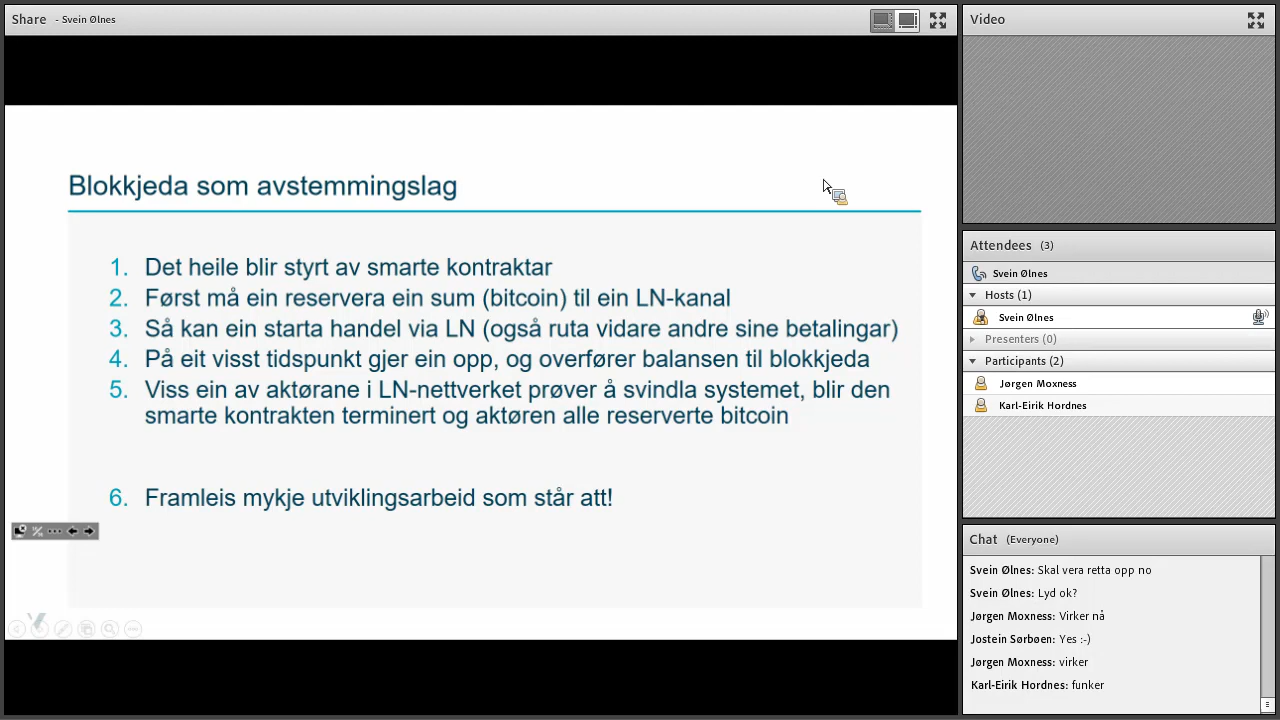 Share - Svein Ølnes
Blokkjeda som avstemmingslag
1. Det heile blir styrt av smarte kontraktar
2. Først må ein reservera ein sum (bitcoin) til ein LN-kanal
3. Så kan ein starta handel via LN (også ruta vidare andre sine betalingar)
4. På eit visst tidspunkt gjer ein opp, og overfører balansen til blokkjeda
5. Viss ein av aktørane i LN-nettverket prøver å svindla systemet, blir den
smarte kontrakten terminert og aktøren alle reserverte bitcoin
6. Framleis mykje utviklingsarbeid som står att!
Video
Attendees (3)
Svein Ølnes
Hosts (1)
Svein Ølnes
Presenters (0)
Participants (2)
Jørgen Moxness
Karl-Eirik Hordnes
Chat (Everyone)
Svein Ølnes: Skal vera retta opp no
Svein Ølnes: Lyd ok?
Jørgen Moxness: Virker nå
Jostein Sørbøen: Yes :-)
Jørgen Moxness: virker
Karl-Eirik Hordnes: funker